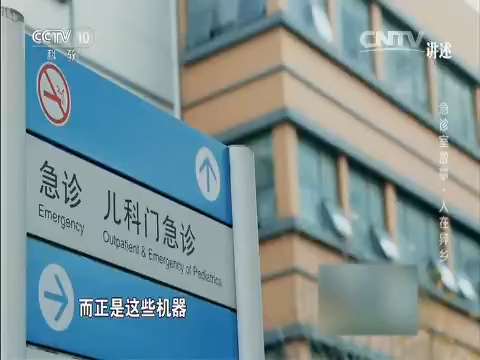 CCTV 10
科教
CNTV 讲述
急诊室故事·人在异乡
急诊
Emergency
儿科门急诊
Outpatient & Emergency of Pediatrics
而正是这些机器